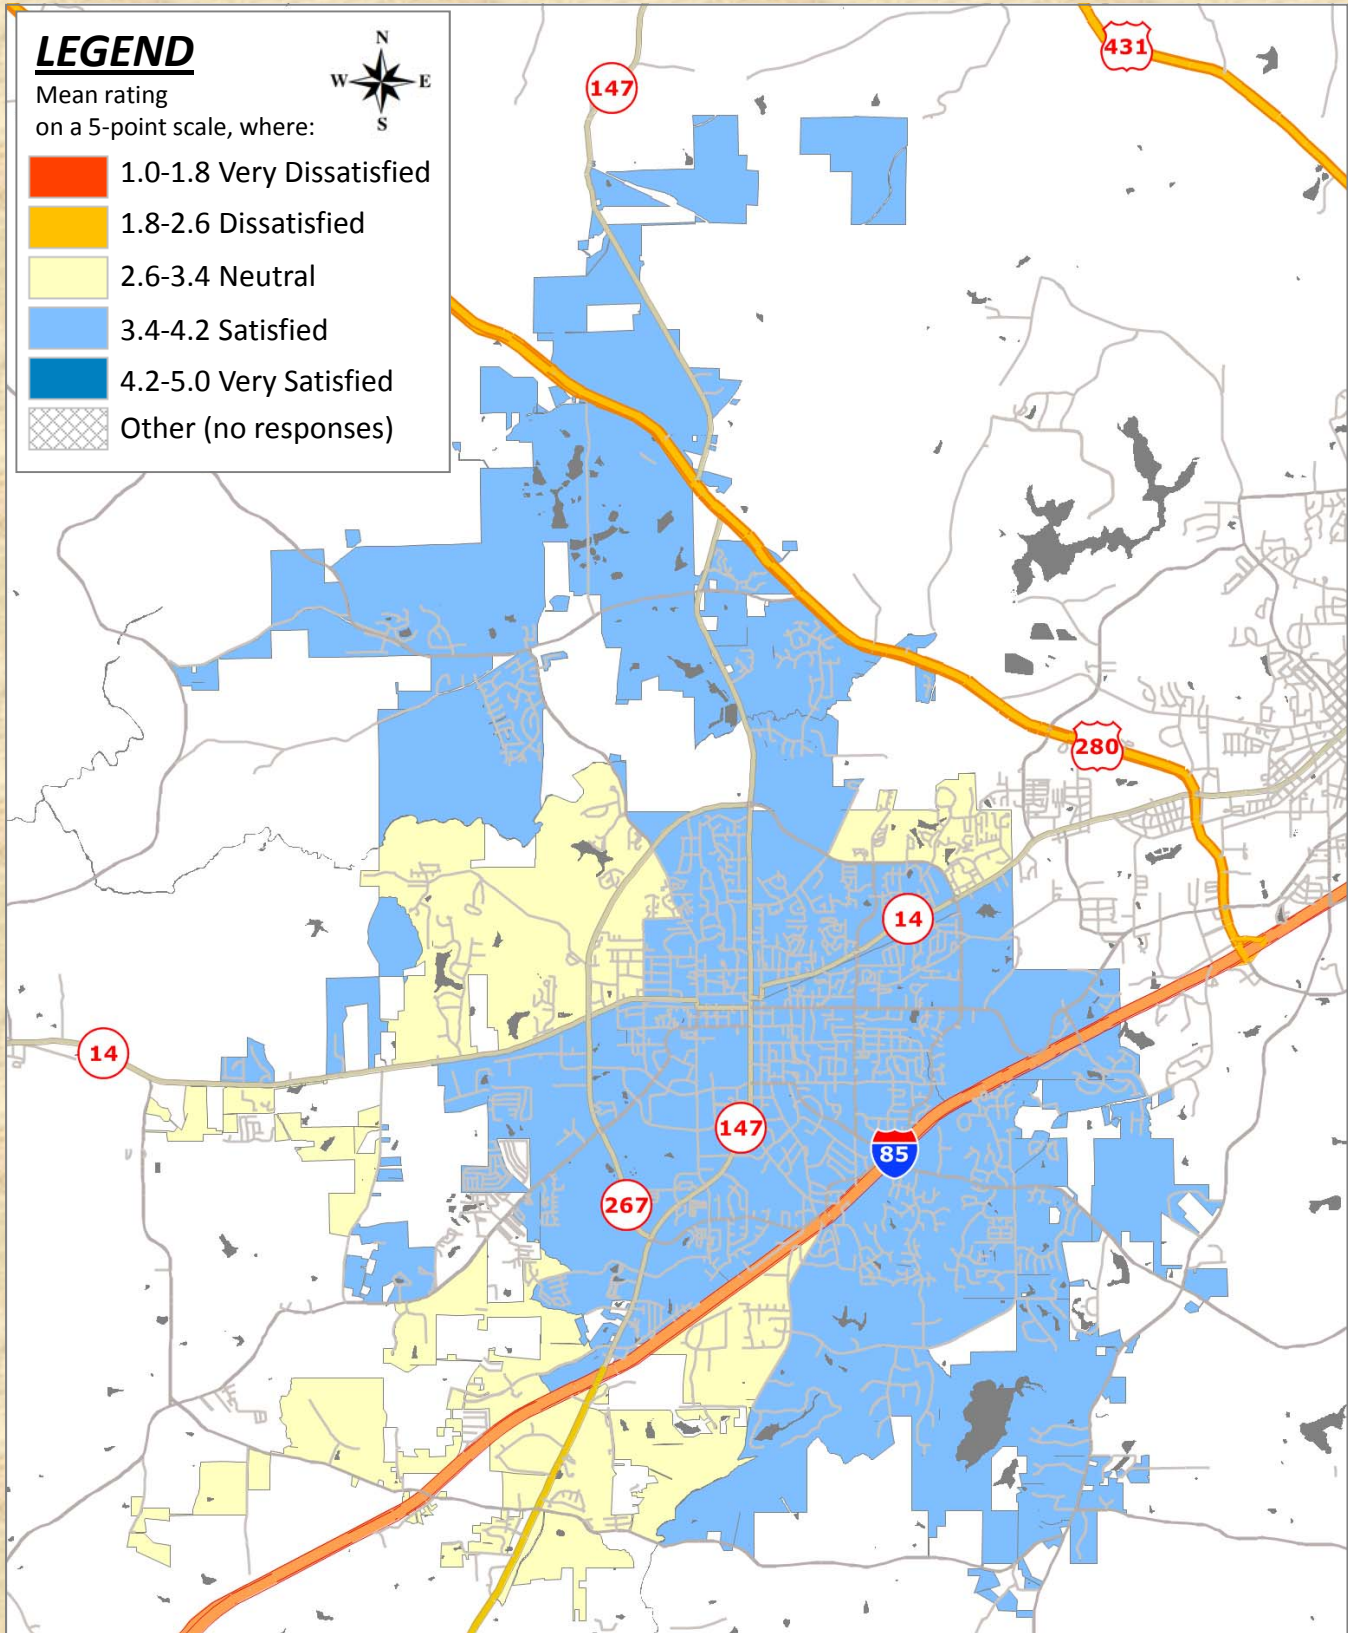 LEGEND
Mean rating
on a 5-point scale, where:
N
W E
S
1.0-1.8 Very Dissatisfied
1.8-2.6 Dissatisfied
2.6-3.4 Neutral
3.4-4.2 Satisfied
4.2-5.0 Very Satisfied
Other (no responses)
431
147
280
14
14
147
85
267